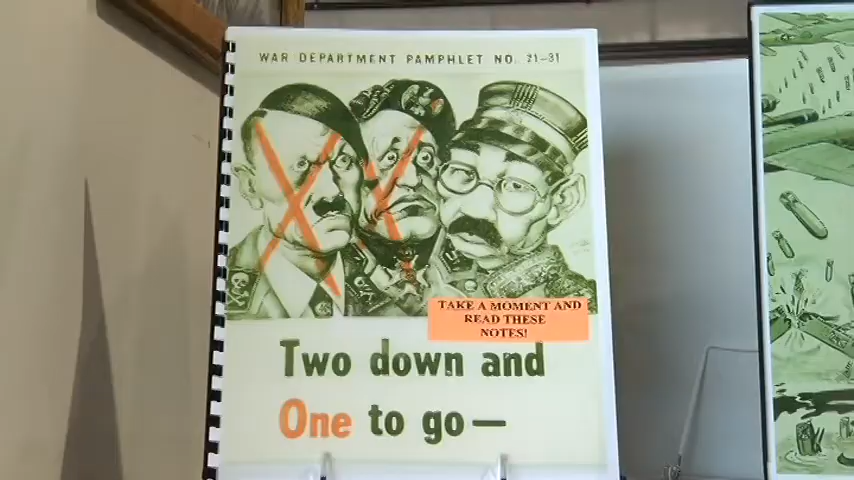 WAR DEPARTMENT PAMPHLET NO. 21-31
TAKE A MOMENT AND
READ THESE
NOTES!
Two down and
One to go—